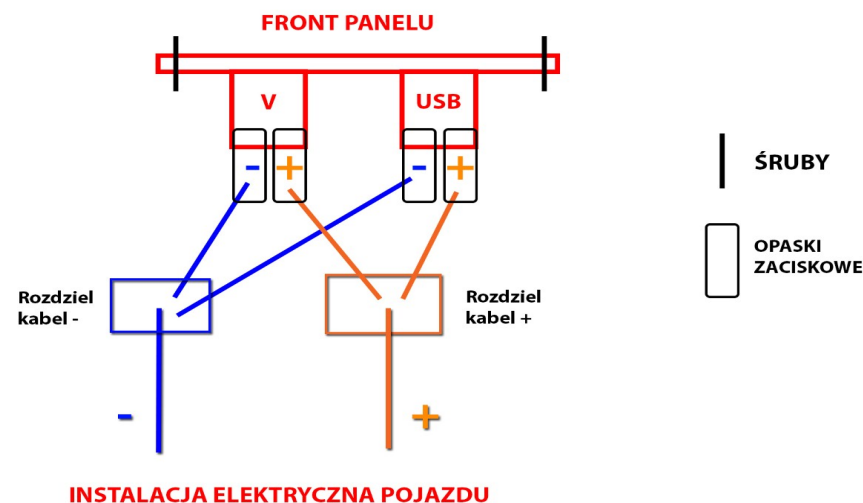 FRONT PANELU
V
USB
- +
- +
ŚRUBY
OPASKI
ZACISKOWE
Rozdziel
kabel -
Rozdziel
kabel +
-
+
INSTALACJA ELEKTRYCZNA POJAZDU